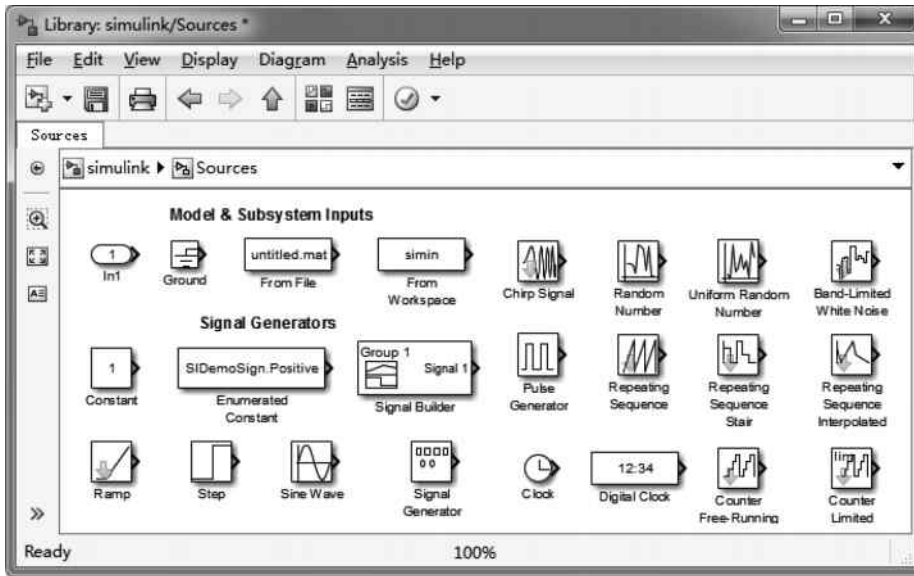 Library: simulink/Sources *
File Edit View Display Diagram Analysis Help
Sources
simulink Sources
Model & Subsystem Inputs
1
In1
Ground
untitled.mat
From File
simin
From
Workspace
Chirp Signal
Random
Number
Uniform Random
Number
Band-Limited
White Noise
Signal Generators
1
Constant
SlDemoSign.Positive
Enumerated
Constant
Group 1
Signal 1
Signal Builder
Pulse
Generator
Repeating
Sequence
Repeating
Sequence
Stair
Repeating
Sequence
Interpolated
Ramp
Step
Sine Wave
Signal
Generator
Clock
12:34
Digital Clock
Counter
Free-Running
lim
Counter
Limited
Ready 100%